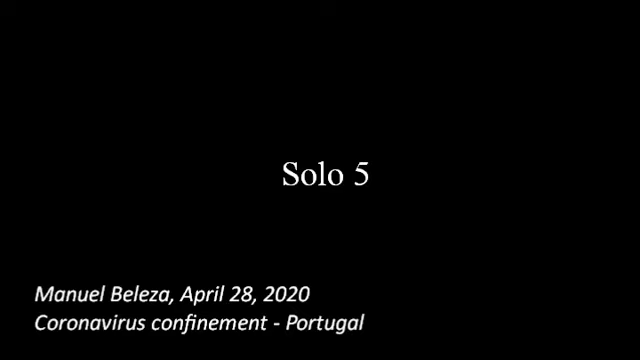 Solo 5
Manuel Beleza, April 28, 2020
Coronavirus confinement - Portugal